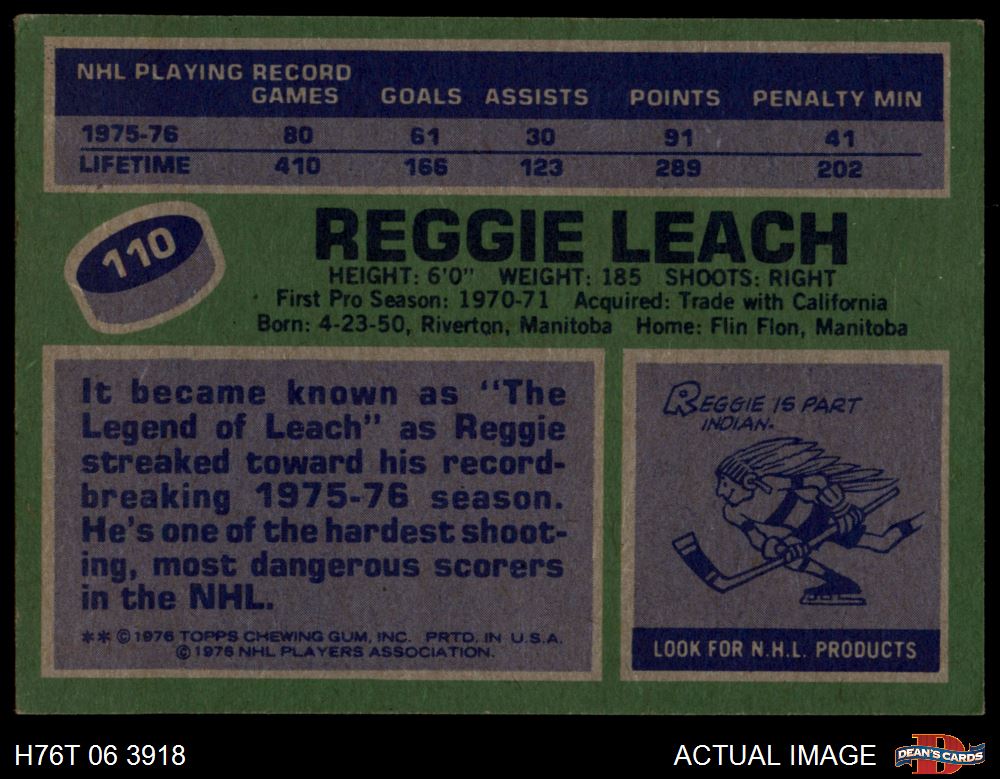 NHL PLAYING RECORD
GAMES GOALS ASSISTS POINTS PENALTY MIN
1975-76 80 61 30 91 41
LIFETIME 410 166 123 289 202
110
REGGIE LEACH
HEIGHT: 6'0" WEIGHT: 185 SHOOTS: RIGHT
First Pro Season: 1970-71 Acquired: Trade with California
Born: 4-23-50, Riverton, Manitoba Home: Flin Flon, Manitoba
It became known as "The
Legend of Leach" as Reggie
streaked toward his record-
breaking 1975-76 season.
He's one of the hardest shoot-
ing, most dangerous scorers
in the NHL.
** © 1976 TOPPS CHEWING GUM, INC. PRTD. IN U.S.A.
© 1976 NHL PLAYERS ASSOCIATION.
REGGIE IS PART
INDIAN.
LOOK FOR N.H.L. PRODUCTS
H76T 06 3918
ACTUAL IMAGE
DEAN'S CARDS